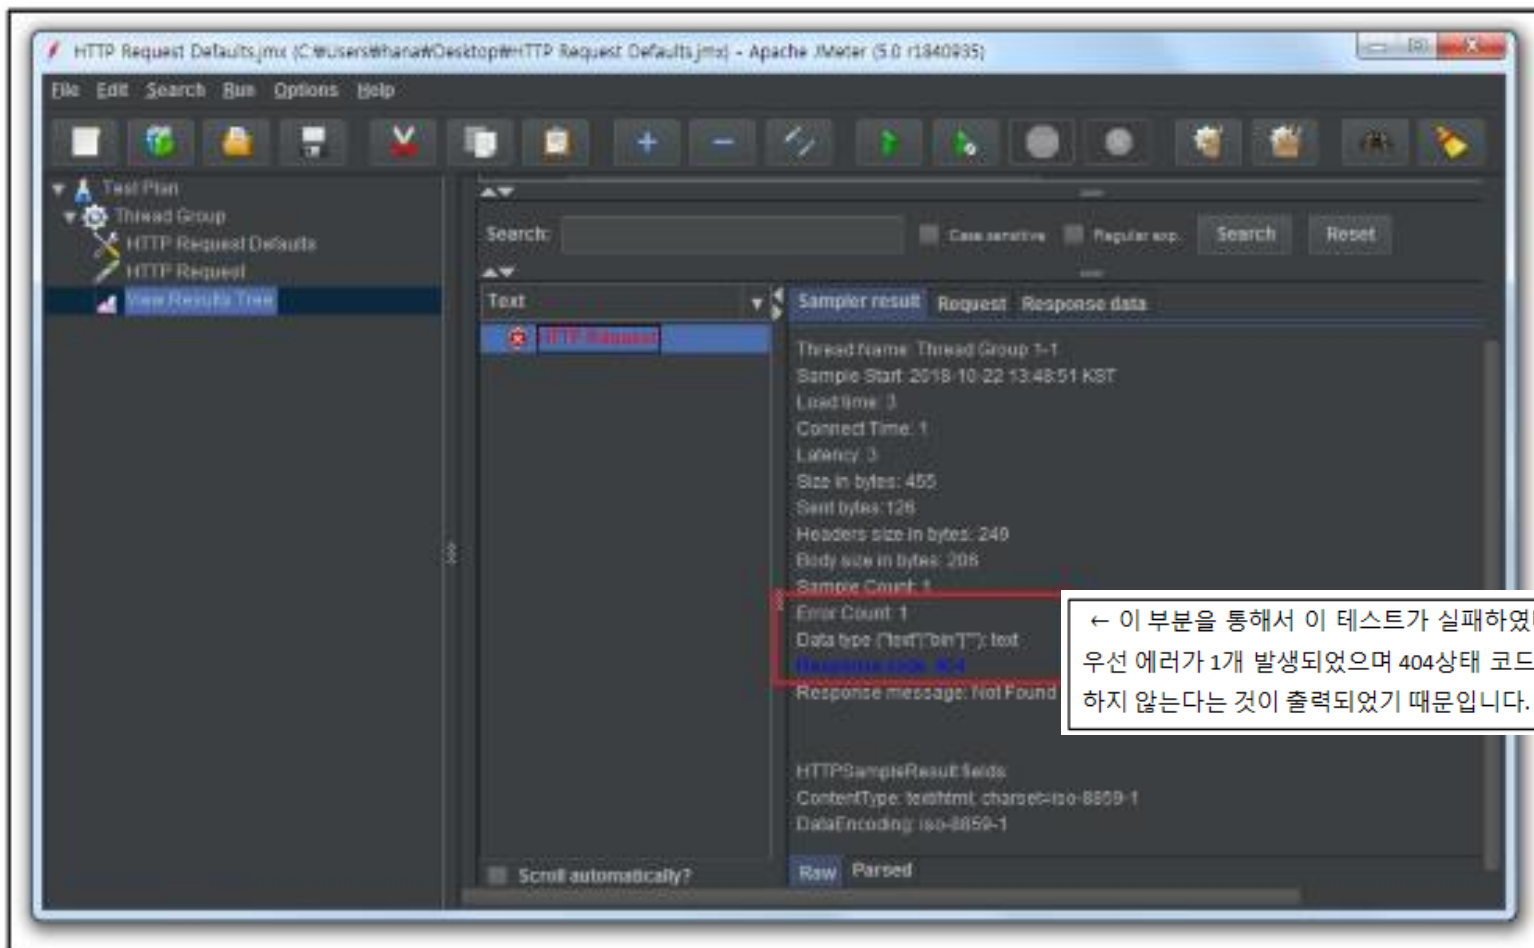 HTTP Request Defaults.jmx (C:₩Users₩hana₩Desktop₩HTTP Request Defaults.jmx) - Apache JMeter (5.0 r1840935)
File Edit Search Run Options Help
Test Plan
Thread Group
HTTP Request Defaults
HTTP Request
View Results Tree
Search:
Case sensitive
Regular exp.
Search
Reset
Text
HTTP Request
Sampler result Request Response data
Thread Name: Thread Group 1-1
Sample Start: 2018-10-22 13:48:51 KST
Load time: 3
Connect Time: 1
Latency: 3
Size in bytes: 455
Sent bytes: 126
Headers size in bytes: 249
Body size in bytes: 206
Sample Count: 1
Error Count: 1
Data type ("text"|"bin"|""): text
Response code: 404
Response message: Not Found
← 이 부분을 통해서 이 테스트가 실패하였
우선 에러가 1개 발생되었으며 404상태 코드
하지 않는다는 것이 출력되었기 때문입니다.
HTTPSampleResult fields:
ContentType: text/html; charset=iso-8859-1
DataEncoding: iso-8859-1
Scroll automatically?
Raw Parsed